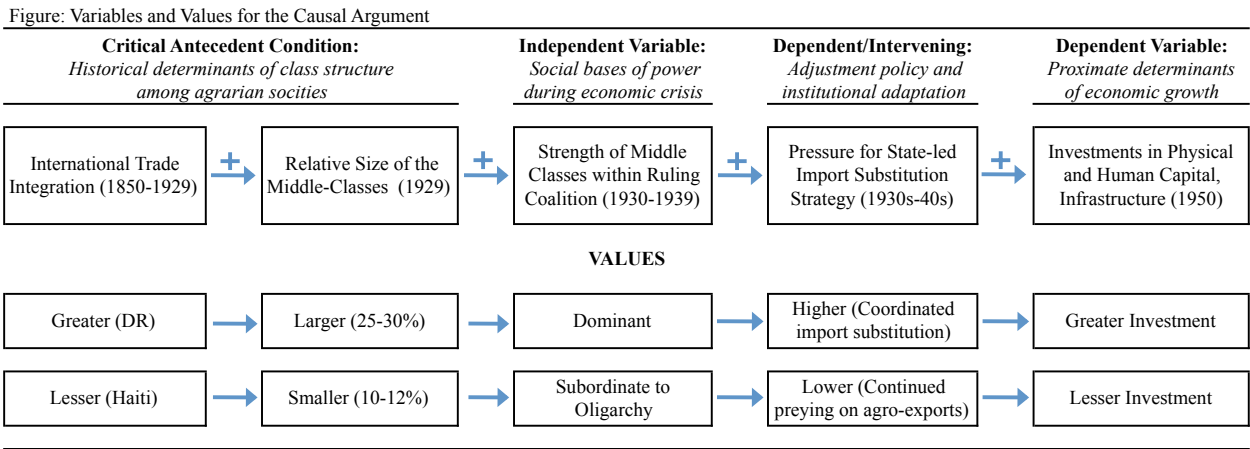 Figure: Variables and Values for the Causal Argument
Critical Antecedent Condition:
Historical determinants of class structure
among agrarian socities
Independent Variable:
Social bases of power
during economic crisis
Dependent/Intervening:
Adjustment policy and
institutional adaptation
Dependent Variable:
Proximate determinants
of economic growth
International Trade
Integration (1850-1929)
+
Relative Size of the
Middle-Classes (1929)
+
Strength of Middle
Classes within Ruling
Coalition (1930-1939)
+
Pressure for State-led
Import Substitution
Strategy (1930s-40s)
+
Investments in Physical
and Human Capital,
Infrastructure (1950)
VALUES
Greater (DR)
Larger (25-30%)
Dominant
Higher (Coordinated
import substitution)
Greater Investment
Lesser (Haiti)
Smaller (10-12%)
Subordinate to
Oligarchy
Lower (Continued
preying on agro-exports)
Lesser Investment